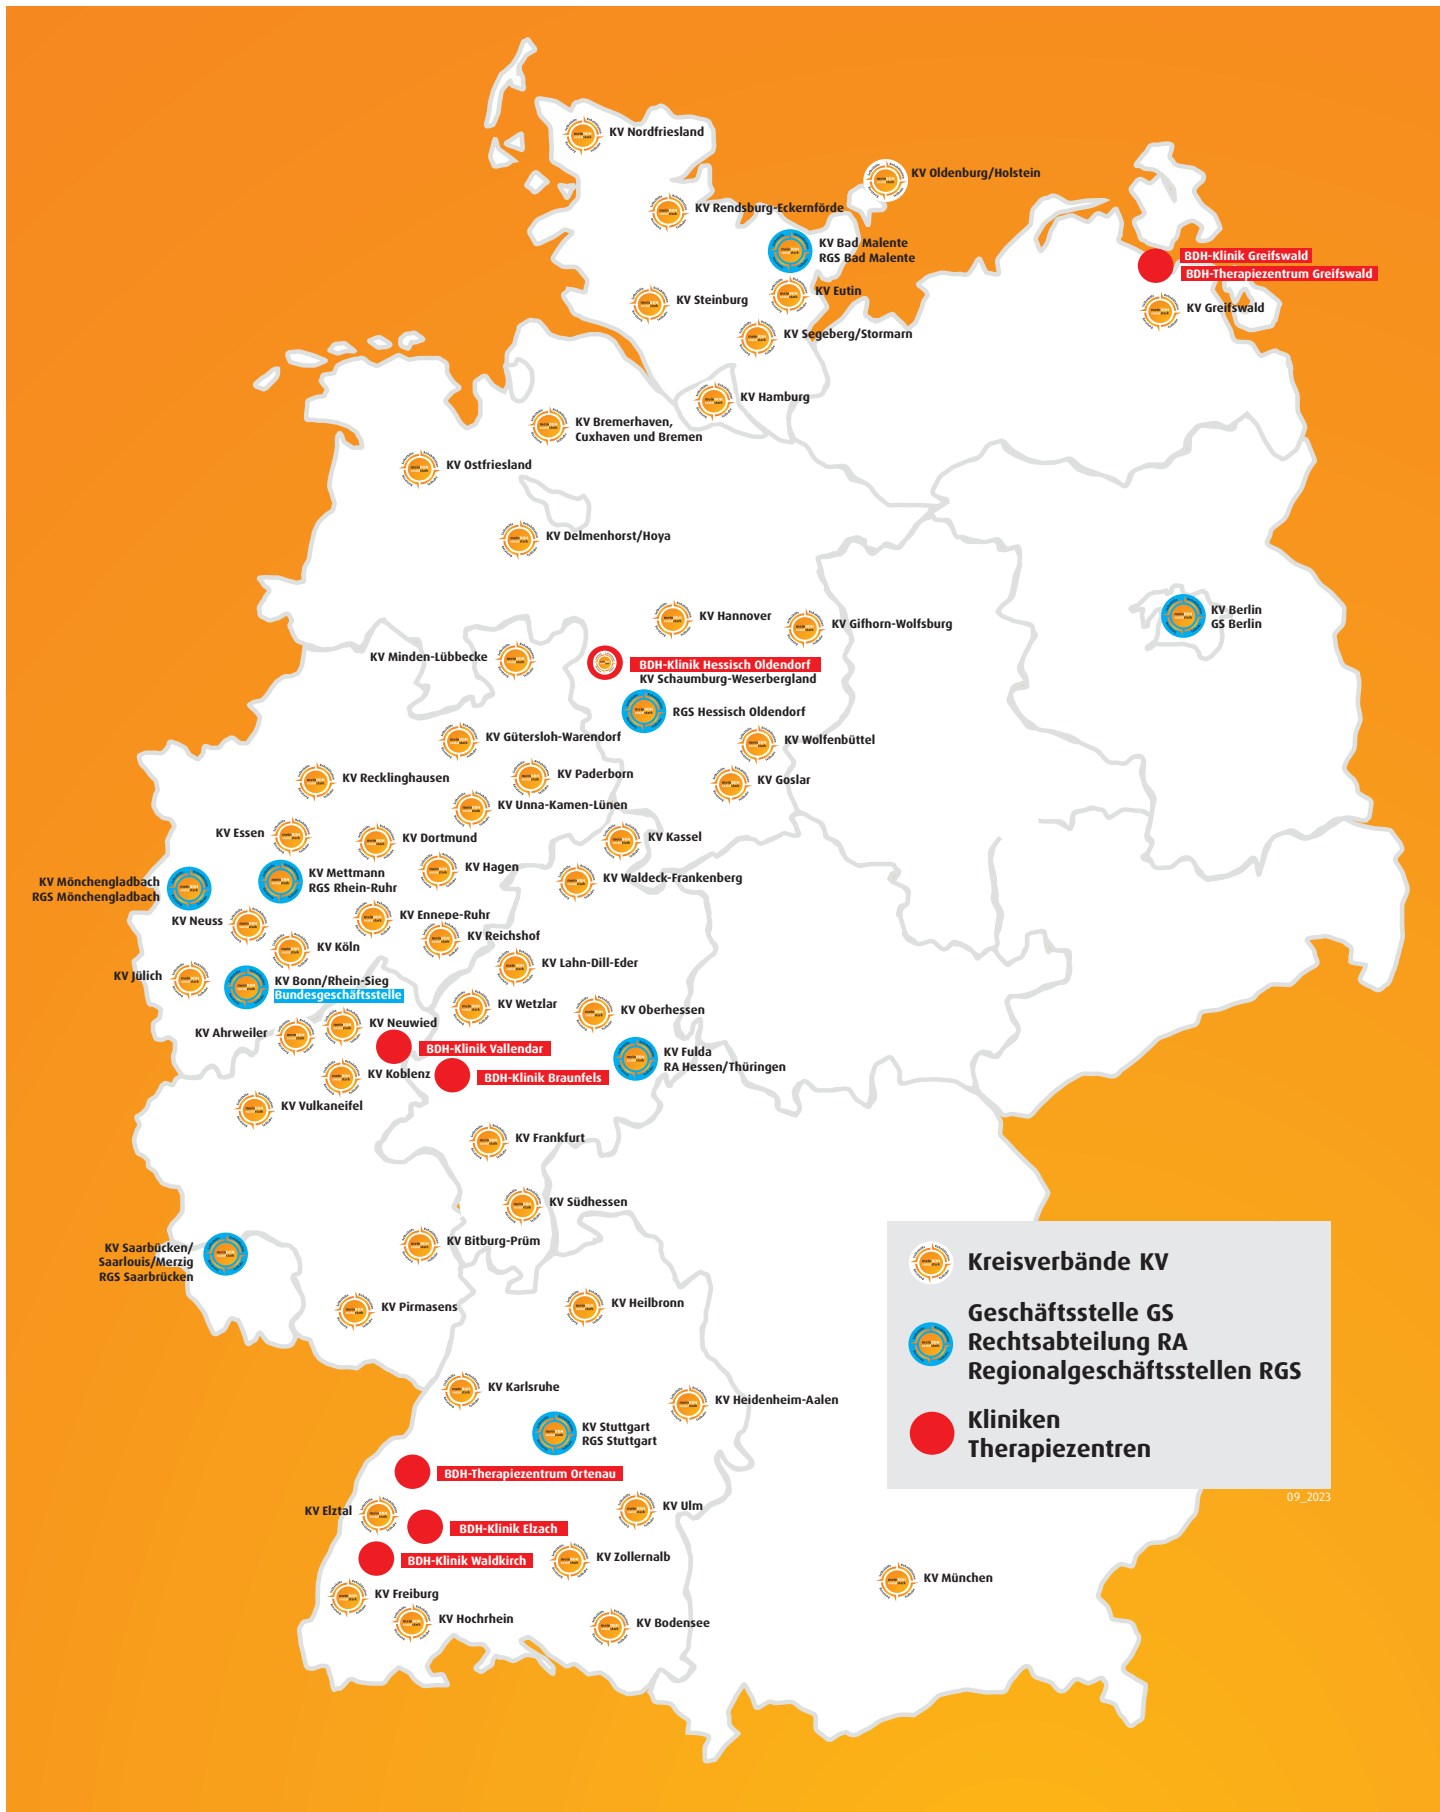 KV Nordfriesland
KV Oldenburg/Holstein
KV Rendsburg-Eckernförde
KV Bad Malente
RGS Bad Malente
BDH-Klinik Greifswald
BDH-Therapiezentrum Greifswald
KV Eutin
KV Steinburg
KV Greifswald
KV Segeberg/Stormarn
KV Hamburg
KV Bremerhaven,
Cuxhaven und Bremen
KV Ostfriesland
KV Delmenhorst/Hoya
KV Berlin
GS Berlin
KV Hannover
KV Gifhorn-Wolfsburg
KV Minden-Lübbecke
BDH-Klinik Hessisch Oldendorf
KV Schaumburg-Weserbergland
RGS Hessisch Oldendorf
KV Gütersloh-Warendorf
KV Wolfenbüttel
KV Recklinghausen
KV Paderborn
KV Goslar
KV Unna-Kamen-Lünen
KV Essen
KV Dortmund
KV Kassel
KV Hagen
KV Mettmann
RGS Rhein-Ruhr
KV Waldeck-Frankenberg
KV Mönchengladbach
RGS Mönchengladbach
KV Neuss
KV Ennepe-Ruhr
KV Reichshof
KV Köln
KV Lahn-Dill-Eder
KV Jülich
KV Bonn/Rhein-Sieg
Bundesgeschäftsstelle
KV Wetzlar
KV Oberhessen
KV Neuwied
KV Ahrweiler
BDH-Klinik Vallendar
KV Fulda
RA Hessen/Thüringen
KV Koblenz
BDH-Klinik Braunfels
KV Vulkaneifel
KV Frankfurt
KV Südhessen
KV Bitburg-Prüm
KV Saarbücken/
Saarlouis/Merzig
RGS Saarbrücken
KV Pirmasens
KV Heilbronn
KV Karlsruhe
KV Heidenheim-Aalen
KV Stuttgart
RGS Stuttgart
BDH-Therapiezentrum Ortenau
KV Elztal
KV Ulm
BDH-Klinik Elzach
BDH-Klinik Waldkirch
KV Zollernalb
KV München
KV Freiburg
KV Hochrhein
KV Bodensee
Kreisverbände KV
Geschäftsstelle GS
Rechtsabteilung RA
Regionalgeschäftsstellen RGS
Kliniken
Therapiezentren
09_2023